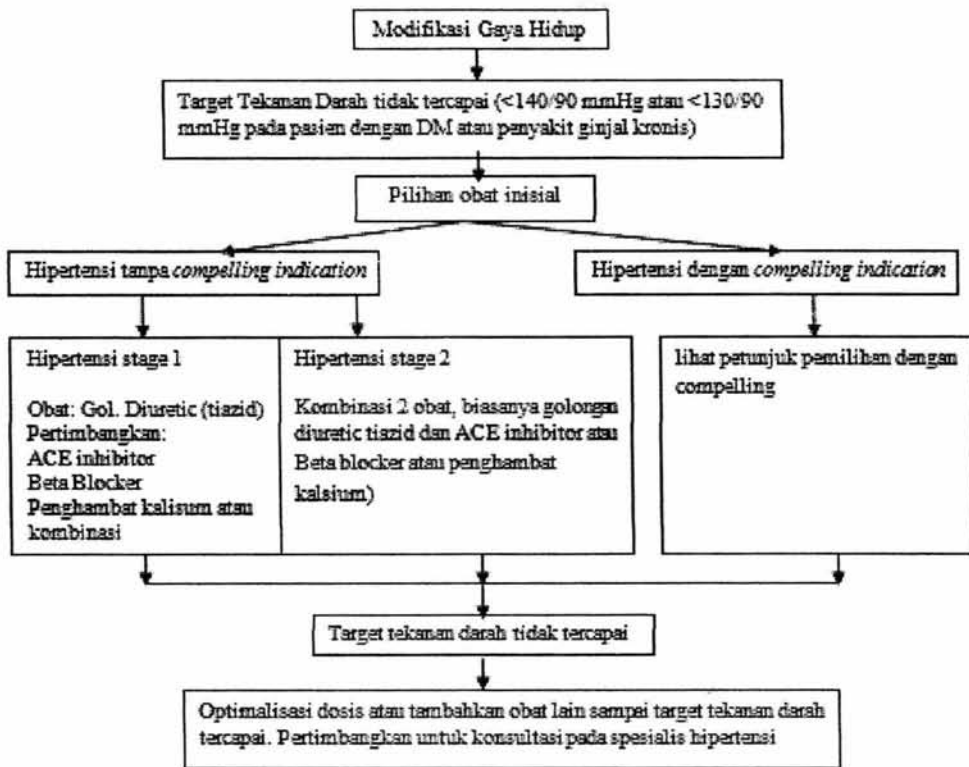 Modifikasi Gaya Hidup
Target Tekanan Darah tidak tercapai (<140/90 mmHg atau <130/90
mmHg pada pasien dengan DM atau penyakit ginjal kronis)
Pilihan obat inisial
Hipertensi tanpa compelling indication
Hipertensi dengan compelling indication
Hipertensi stage 1
Obat: Gol. Diuretic (tiazid)
Pertimbangkan:
ACE inhibitor
Beta Blocker
Penghambat kalisum atau
kombinasi
Hipertensi stage 2
Kombinasi 2 obat, biasanya golongan
diuretic tiazid dan ACE inhibitor atau
Beta blocker atau penghambat
kalsium)
lihat petunjuk pemilihan dengan
compelling
Target tekanan darah tidak tercapai
Optimalisasi dosis atau tambahkan obat lain sampai target tekanan darah
tercapai. Pertimbangkan untuk konsultasi pada spesialis hipertensi